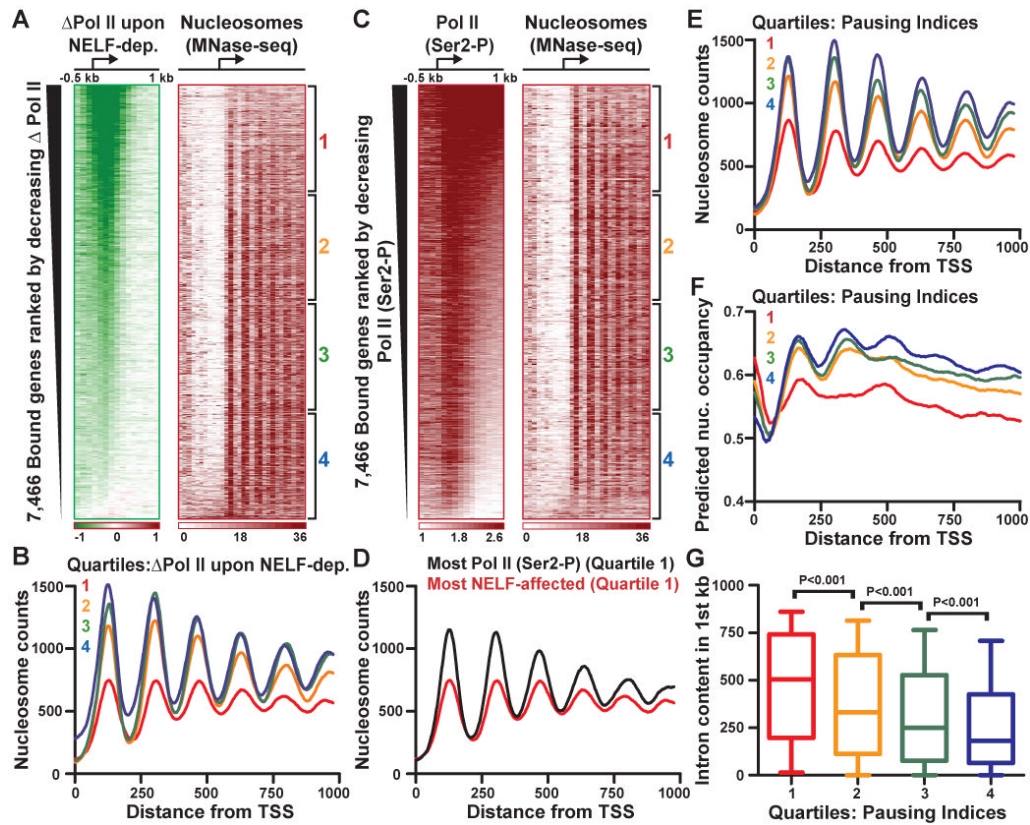 A
ΔPol II upon
NELF-dep.
-0.5 kb
1 kb
Nucleosomes
(MNase-seq)
7,466 Bound genes ranked by decreasing Δ Pol II
1
2
3
4
-1
0
1
0
18
36
C
Pol II
(Ser2-P)
-0.5 kb
1 kb
Nucleosomes
(MNase-seq)
7,466 Bound genes ranked by decreasing
Pol II (Ser2-P)
1
2
3
4
1
1.8
2.6
0
18
36
E
Quartiles: Pausing Indices
1
2
3
4
Nucleosome counts
1500
1000
500
0
0
250
500
750
1000
Distance from TSS
F
Quartiles: Pausing Indices
1
2
3
4
Predicted nuc. occupancy
0.7
0.6
0.5
0.4
0
250
500
750
1000
Distance from TSS
B
Quartiles:ΔPol II upon NELF-dep.
1
2
3
4
Nucleosome counts
1500
1000
500
0
0
250
500
750
1000
Distance from TSS
D
Most Pol II (Ser2-P) (Quartile 1)
Most NELF-affected (Quartile 1)
Nucleosome counts
1500
1000
500
0
0
250
500
750
1000
Distance from TSS
G
P<0.001
P<0.001
P<0.001
Intron content in 1st kb
1000
750
500
250
0
1
2
3
4
Quartiles: Pausing Indices